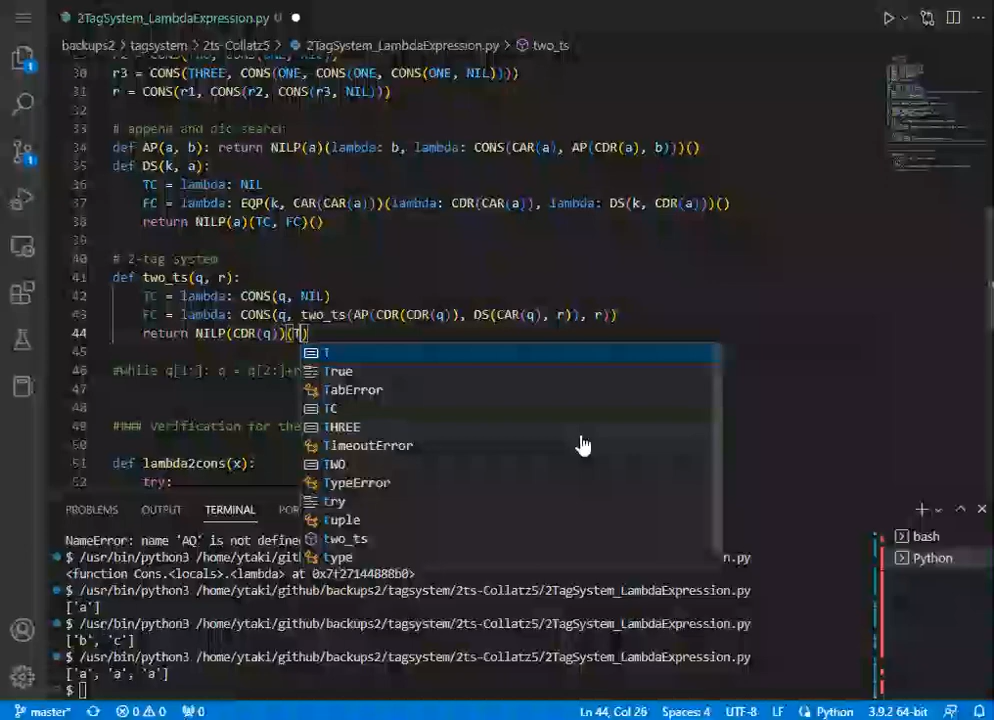 2TagSystem_LambdaExpression.py U
backups2 > tagsystem > 2ts-Collatz5 > 2TagSystem_LambdaExpression.py > two_ts
30 r3 = CONS(THREE, CONS(ONE, CONS(ONE, CONS(ONE, NIL))))
31 r = CONS(r1, CONS(r2, CONS(r3, NIL)))
32
33 # append and dic search
34 def AP(a, b): return NILP(a)(lambda: b, lambda: CONS(CAR(a), AP(CDR(a), b)))()
35 def DS(k, a):
36 TC = lambda: NIL
37 FC = lambda: EQP(k, CAR(CAR(a)))(lambda: CDR(CAR(a)), lambda: DS(k, CDR(a)))()
38 return NILP(a)(TC, FC)()
39
40 # 2-tag system
41 def two_ts(q, r):
42 TC = lambda: CONS(q, NIL)
43 FC = lambda: CONS(q, two_ts(AP(CDR(CDR(q)), DS(CAR(q), r)), r))
44 return NILP(CDR(q))(T)
45
T
46 #while q[1:]: q = q[2:]+r
True
47
TabError
48
TC
49 #### Verification for the
THREE
50
TimeoutError
51 def lambda2cons(x):
TWO
52 try:
TypeError
try
Tuple
two_ts
type
PROBLEMS OUTPUT TERMINAL POR
bash
Python
NameError: name 'AQ' is not define
$ /usr/bin/python3 /home/ytaki/git n.py
<function Cons.<locals>.<lambda> at 0x7f27144888b0>
$ /usr/bin/python3 /home/ytaki/github/backups2/tagsystem/2ts-Collatz5/2TagSystem_LambdaExpression.py
['a']
$ /usr/bin/python3 /home/ytaki/github/backups2/tagsystem/2ts-Collatz5/2TagSystem_LambdaExpression.py
['b', 'c']
$ /usr/bin/python3 /home/ytaki/github/backups2/tagsystem/2ts-Collatz5/2TagSystem_LambdaExpression.py
['a', 'a', 'a']
$
master* 0 0 0 Ln 44, Col 26 Spaces: 4 UTF-8 LF Python 3.9.2 64-bit